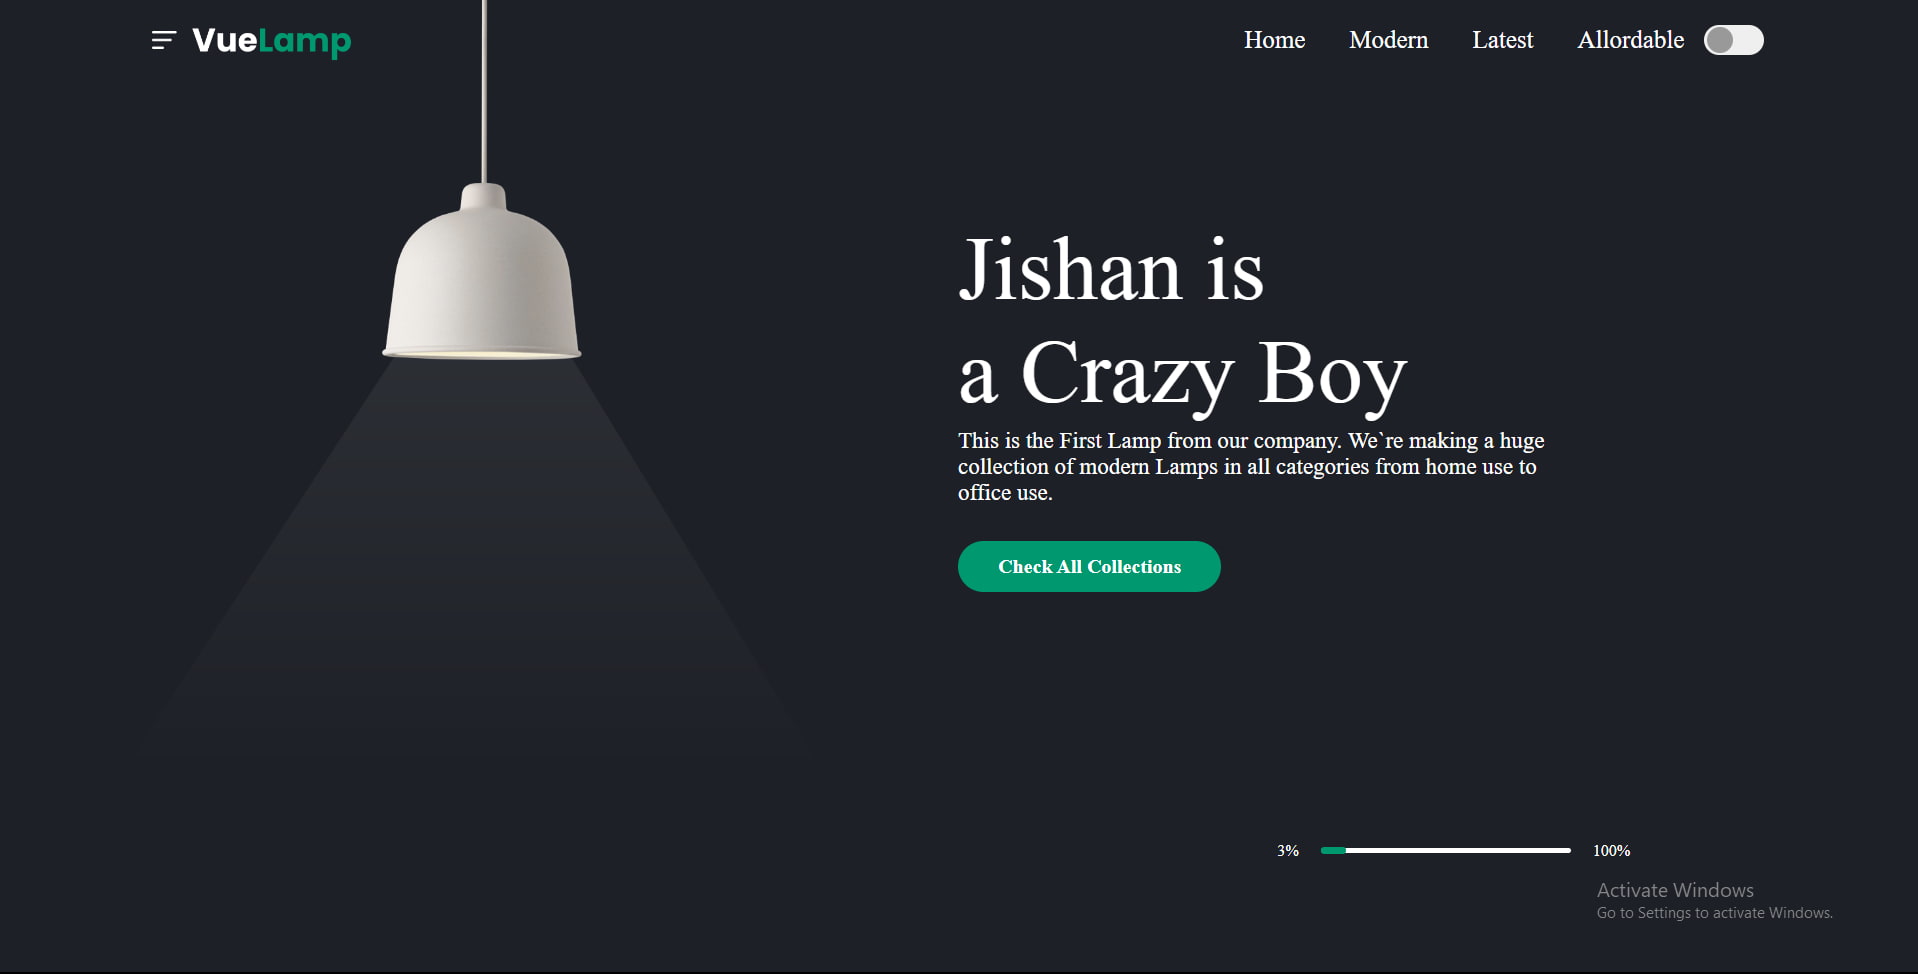 VueLamp
Home Modern Latest Allordable
Jishan is
a Crazy Boy
This is the First Lamp from our company. We`re making a huge
collection of modern Lamps in all categories from home use to
office use.
Check All Collections
3% 100%
Activate Windows
Go to Settings to activate Windows.